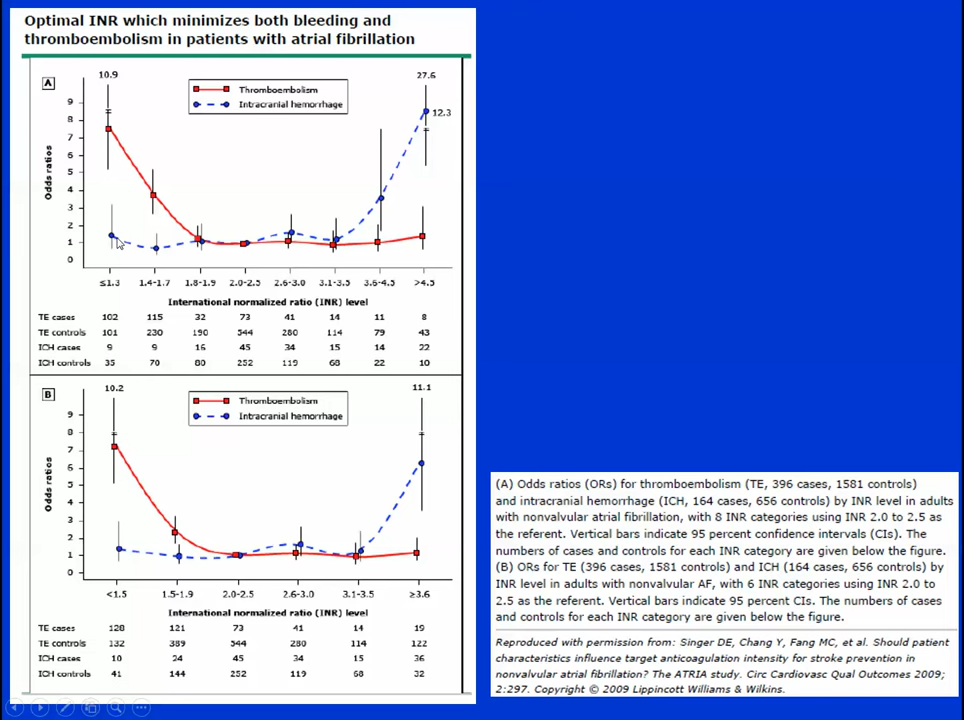 Optimal INR which minimizes both bleeding and
thromboembolism in patients with atrial fibrillation
A
10.9
27.6
12.3
Thromboembolism
Intracranial hemorrhage
Odds ratios
9
8
7
6
5
4
3
2
1
0
≤1.3 1.4-1.7 1.8-1.9 2.0-2.5 2.6-3.0 3.1-3.5 3.6-4.5 >4.5
International normalized ratio (INR) level
TE cases 102 115 32 73 41 14 11 8
TE controls 101 230 190 544 280 114 79 43
ICH cases 9 9 16 45 34 15 14 22
ICH controls 35 70 80 252 119 68 22 10
B
10.2
11.1
Thromboembolism
Intracranial hemorrhage
Odds ratios
9
8
7
6
5
4
3
2
1
0
<1.5 1.5-1.9 2.0-2.5 2.6-3.0 3.1-3.5 ≥3.6
International normalized ratio (INR) level
TE cases 128 121 73 41 14 19
TE controls 132 389 544 280 114 122
ICH cases 10 24 45 34 15 36
ICH controls 41 144 252 119 68 32
(A) Odds ratios (ORs) for thromboembolism (TE, 396 cases, 1581 controls)
and intracranial hemorrhage (ICH, 164 cases, 656 controls) by INR level in adults
with nonvalvular atrial fibrillation, with 8 INR categories using INR 2.0 to 2.5 as
the referent. Vertical bars indicate 95 percent confidence intervals (CIs). The
numbers of cases and controls for each INR category are given below the figure.
(B) ORs for TE (396 cases, 1581 controls) and ICH (164 cases, 656 controls) by
INR level in adults with nonvalvular AF, with 6 INR categories using INR 2.0 to
2.5 as the referent. Vertical bars indicate 95 percent CIs. The numbers of cases
and controls for each INR category are given below the figure.
Reproduced with permission from: Singer DE, Chang Y, Fang MC, et al. Should patient
characteristics influence target anticoagulation intensity for stroke prevention in
nonvalvular atrial fibrillation? The ATRIA study. Circ Cardiovasc Qual Outcomes 2009;
2:297. Copyright © 2009 Lippincott Williams & Wilkins.